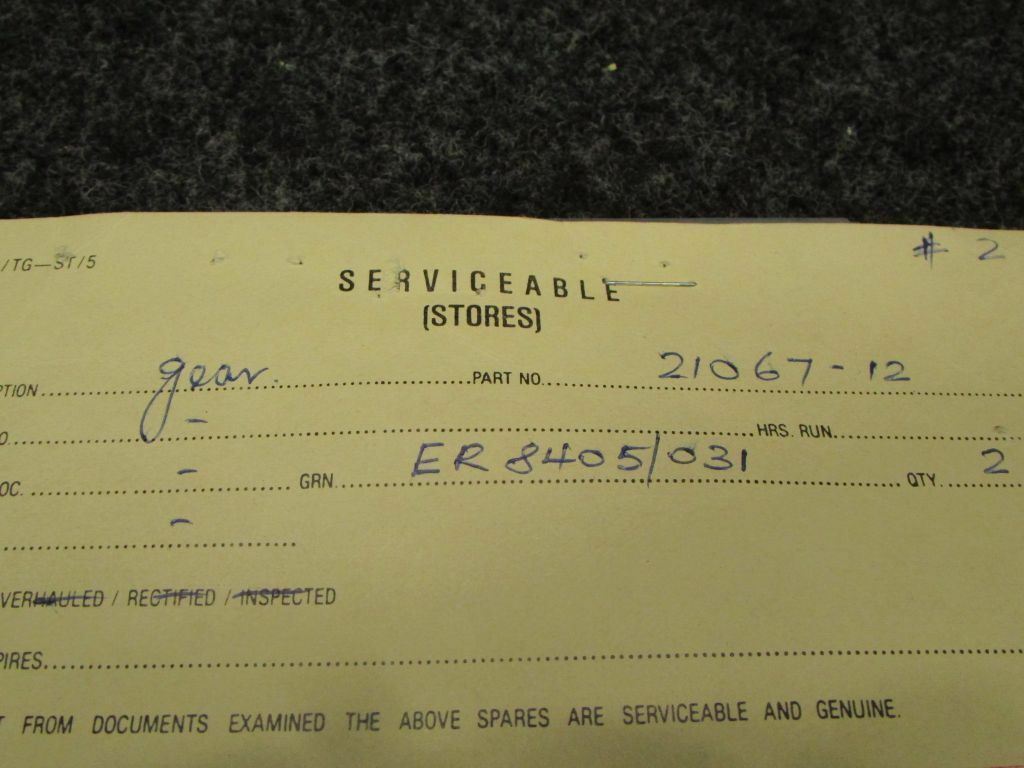 /TG—ST/5 # 2
SERVICEABLE
(STORES)
PTION gear. PART NO. 21067-12
O. - HRS. RUN.
OC. - GRN. ER 8405/031 QTY. 2
-
VERHAULED / RECTIFIED / INSPECTED
PIRES
T FROM DOCUMENTS EXAMINED THE ABOVE SPARES ARE SERVICEABLE AND GENUINE.